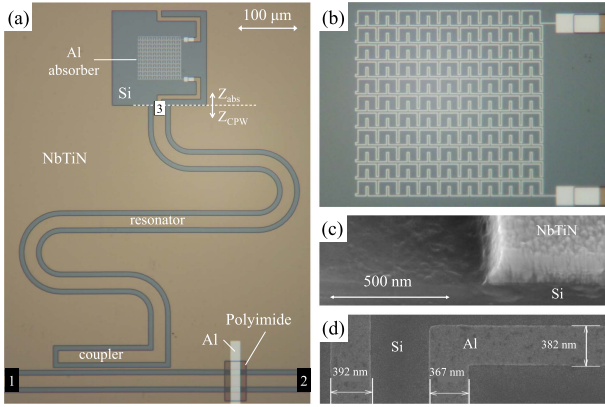 (a)
100 μm
Al
absorber
Si
Z_abs
3
Z_CPW
NbTiN
resonator
Polyimide
Al
coupler
1
2
(b)
(c)
NbTiN
500 nm
Si
(d)
Si
Al
382 nm
392 nm
367 nm